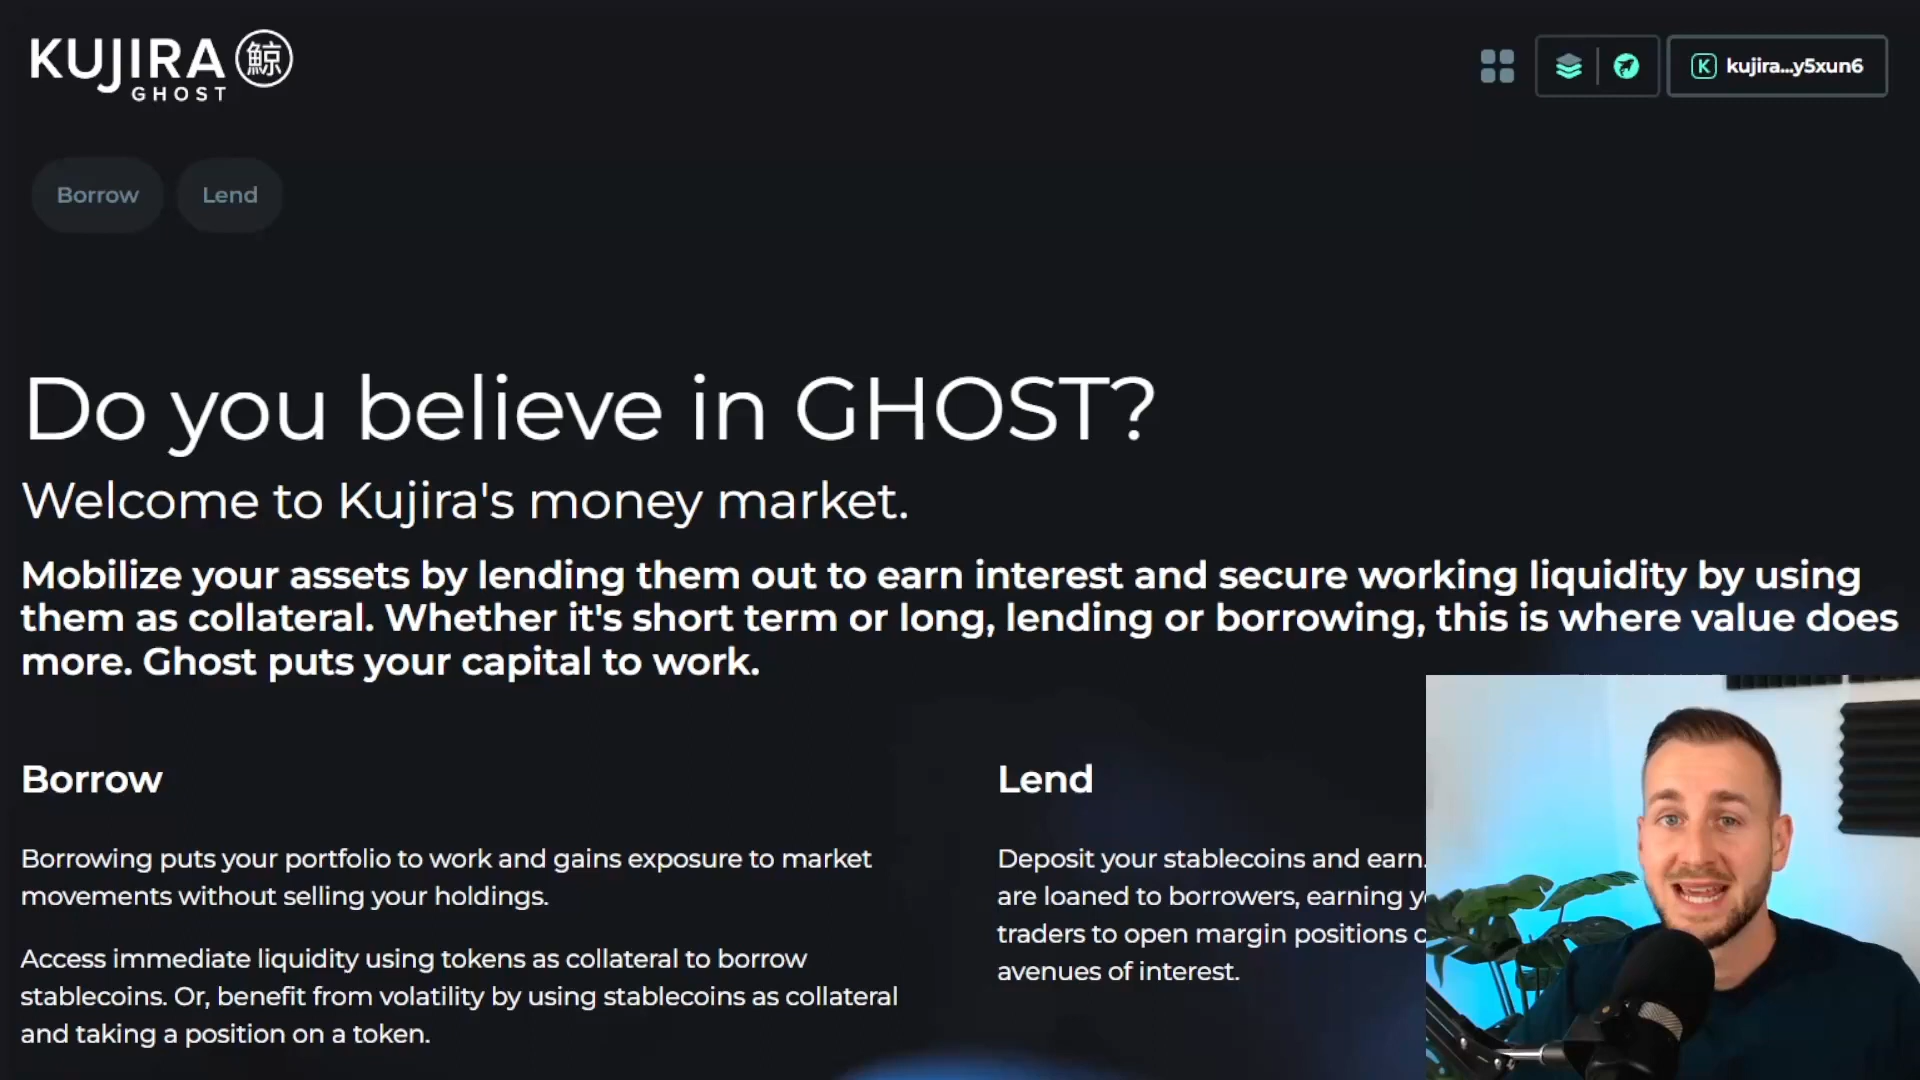 KUJIRA 鯨
GHOST
K kujira...y5xun6
Borrow Lend
Do you believe in GHOST?
Welcome to Kujira's money market.
Mobilize your assets by lending them out to earn interest and secure working liquidity by using
them as collateral. Whether it's short term or long, lending or borrowing, this is where value does
more. Ghost puts your capital to work.
Borrow
Borrowing puts your portfolio to work and gains exposure to market
movements without selling your holdings.
Access immediate liquidity using tokens as collateral to borrow
stablecoins. Or, benefit from volatility by using stablecoins as collateral
and taking a position on a token.
Lend
Deposit your stablecoins and earn.
are loaned to borrowers, earning
traders to open margin positions
avenues of interest.